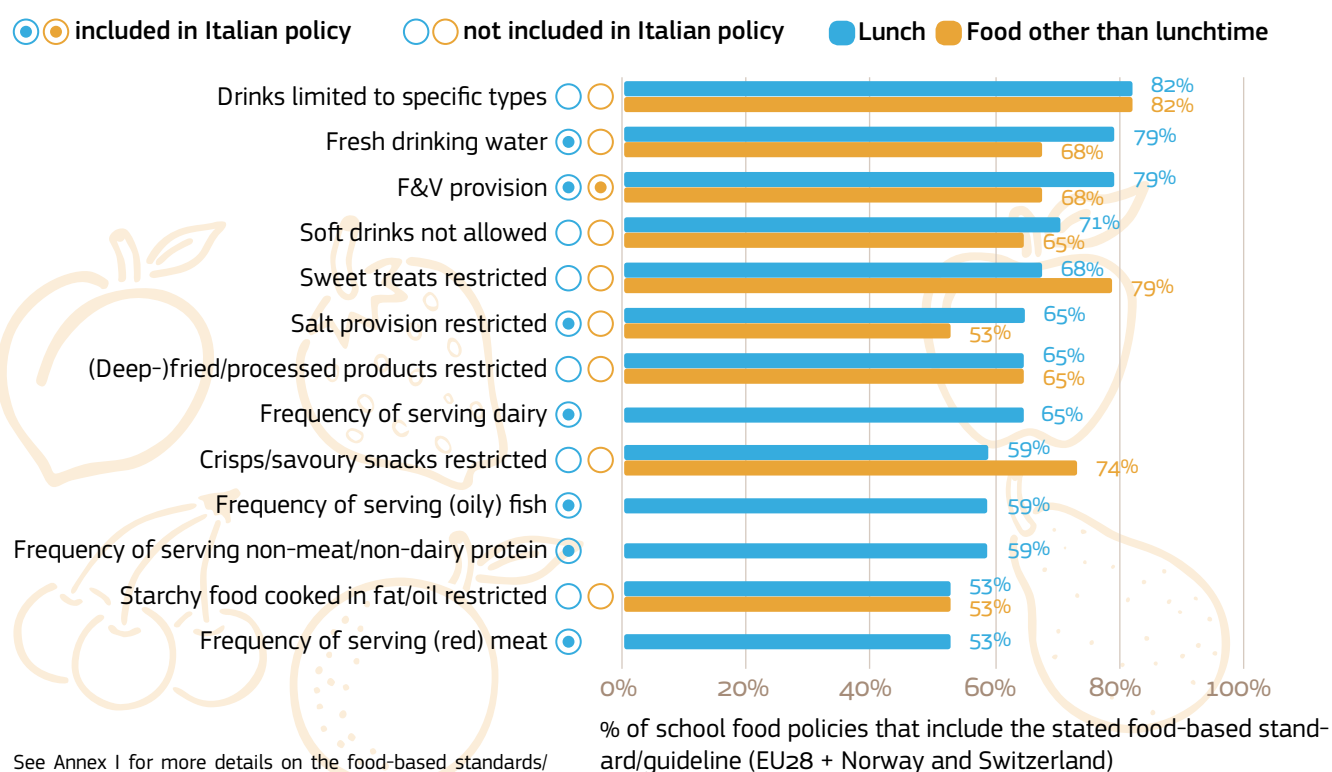 included in Italian policy not included in Italian policy Lunch Food other than lunchtime
Drinks limited to specific types 82%
82%
Fresh drinking water 79%
68%
F&V provision 79%
68%
Soft drinks not allowed 71%
65%
Sweet treats restricted 68%
79%
Salt provision restricted 65%
53%
(Deep-)fried/processed products restricted 65%
65%
Frequency of serving dairy 65%
Crisps/savoury snacks restricted 59%
74%
Frequency of serving (oily) fish 59%
Frequency of serving non-meat/non-dairy protein 59%
Starchy food cooked in fat/oil restricted 53%
53%
Frequency of serving (red) meat 53%
0% 20% 40% 60% 80% 100%
% of school food policies that include the stated food-based stand-
ard/guideline (EU28 + Norway and Switzerland)
See Annex I for more details on the food-based standards/